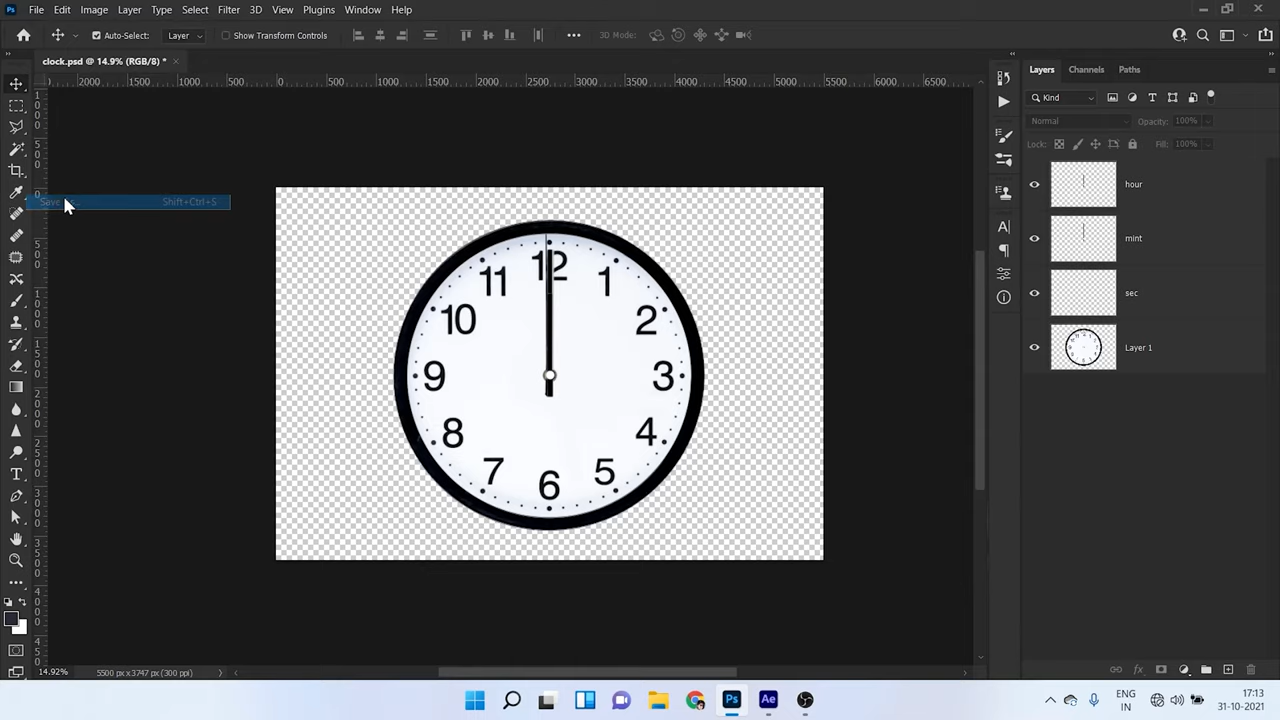 Ps File Edit Image Layer Type Select Filter 3D View Plugins Window Help
Auto-Select: Layer Show Transform Controls 3D Mode:
clock.psd @ 14.9% (RGB/8) *
2000 1500 1000 500 0 500 1000 1500 2000 2500 3000 3500 4000 4500 5000 5500 6000 6500
Layers Channels Paths
Kind
Normal Opacity: 100%
Lock: Fill: 100%
Shift+Ctrl+S
hour
mint
sec
Layer 1
12
11 1
10 2
9 3
8 4
7 5
6
14.92% 5500 px x 3747 px (300 ppi)
Ps Ae
ENG
IN
17:13
31-10-2021